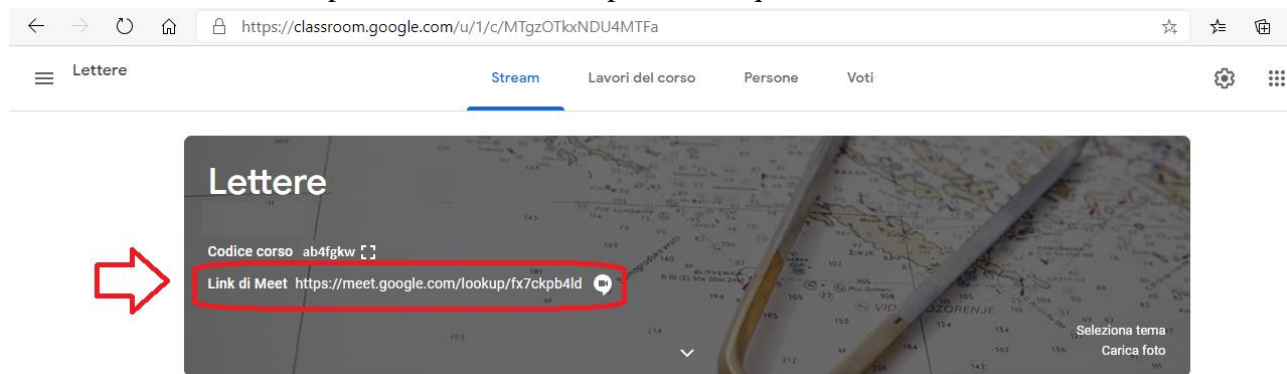 https://classroom.google.com/u/1/c/MTgzOTkxNDU4MTFa
Lettere
Stream Lavori del corso Persone Voti
Lettere
Codice corso ab4fgkw
Link di Meet https://meet.google.com/lookup/fx7ckpb4ld
Seleziona tema
Carica foto